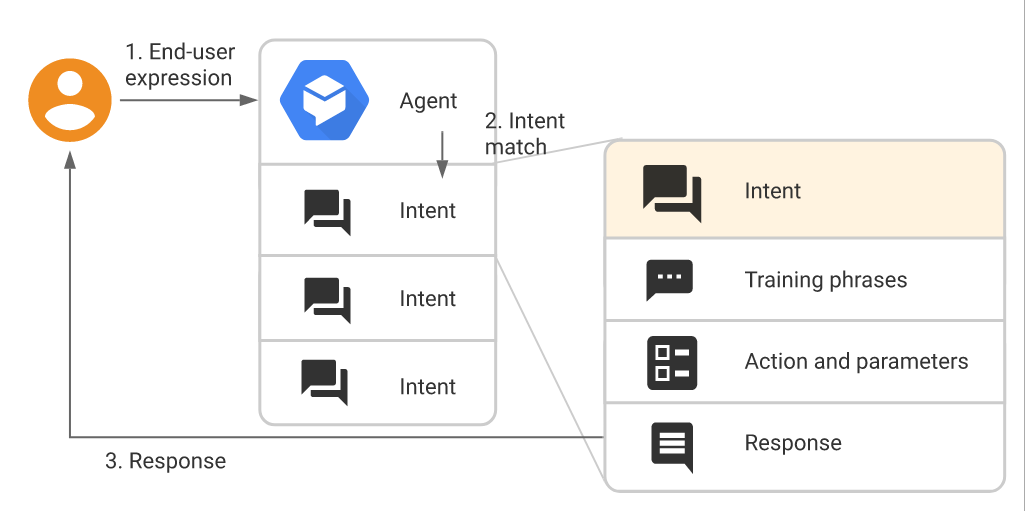 1. End-user
expression
Agent
2. Intent
match
Intent
Intent
Intent
Intent
Training phrases
Action and parameters
Response
3. Response